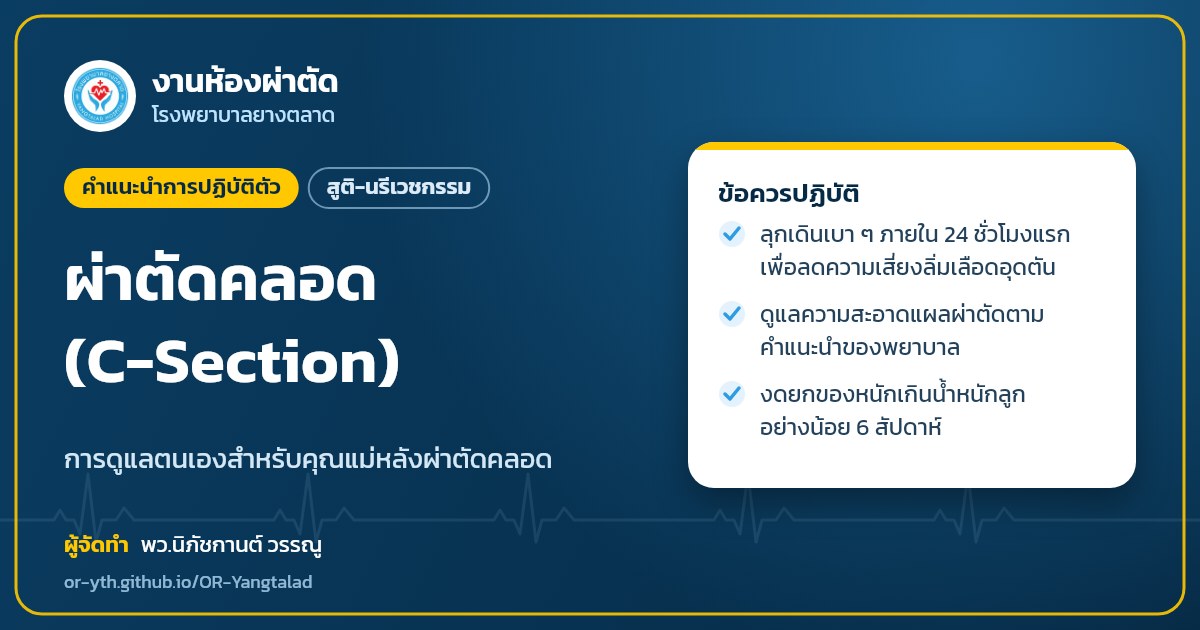 งานห้องผ่าตัด
โรงพยาบาลยางตลาด
คำแนะนำการปฏิบัติตัว
สูติ-นรีเวชกรรม
ผ่าตัดคลอด
(C-Section)
การดูแลตนเองสำหรับคุณแม่หลังผ่าตัดคลอด
ผู้จัดทำ พว.นิภัชกานต์ วรรณู
or-yth.github.io/OR-Yangtalad
ข้อควรปฏิบัติ
ลุกเดินเบา ๆ ภายใน 24 ชั่วโมงแรก
เพื่อลดความเสี่ยงลิ่มเลือดอุดตัน
ดูแลความสะอาดแผลผ่าตัดตาม
คำแนะนำของพยาบาล
งดยกของหนักเกินน้ำหนักลูก
อย่างน้อย 6 สัปดาห์